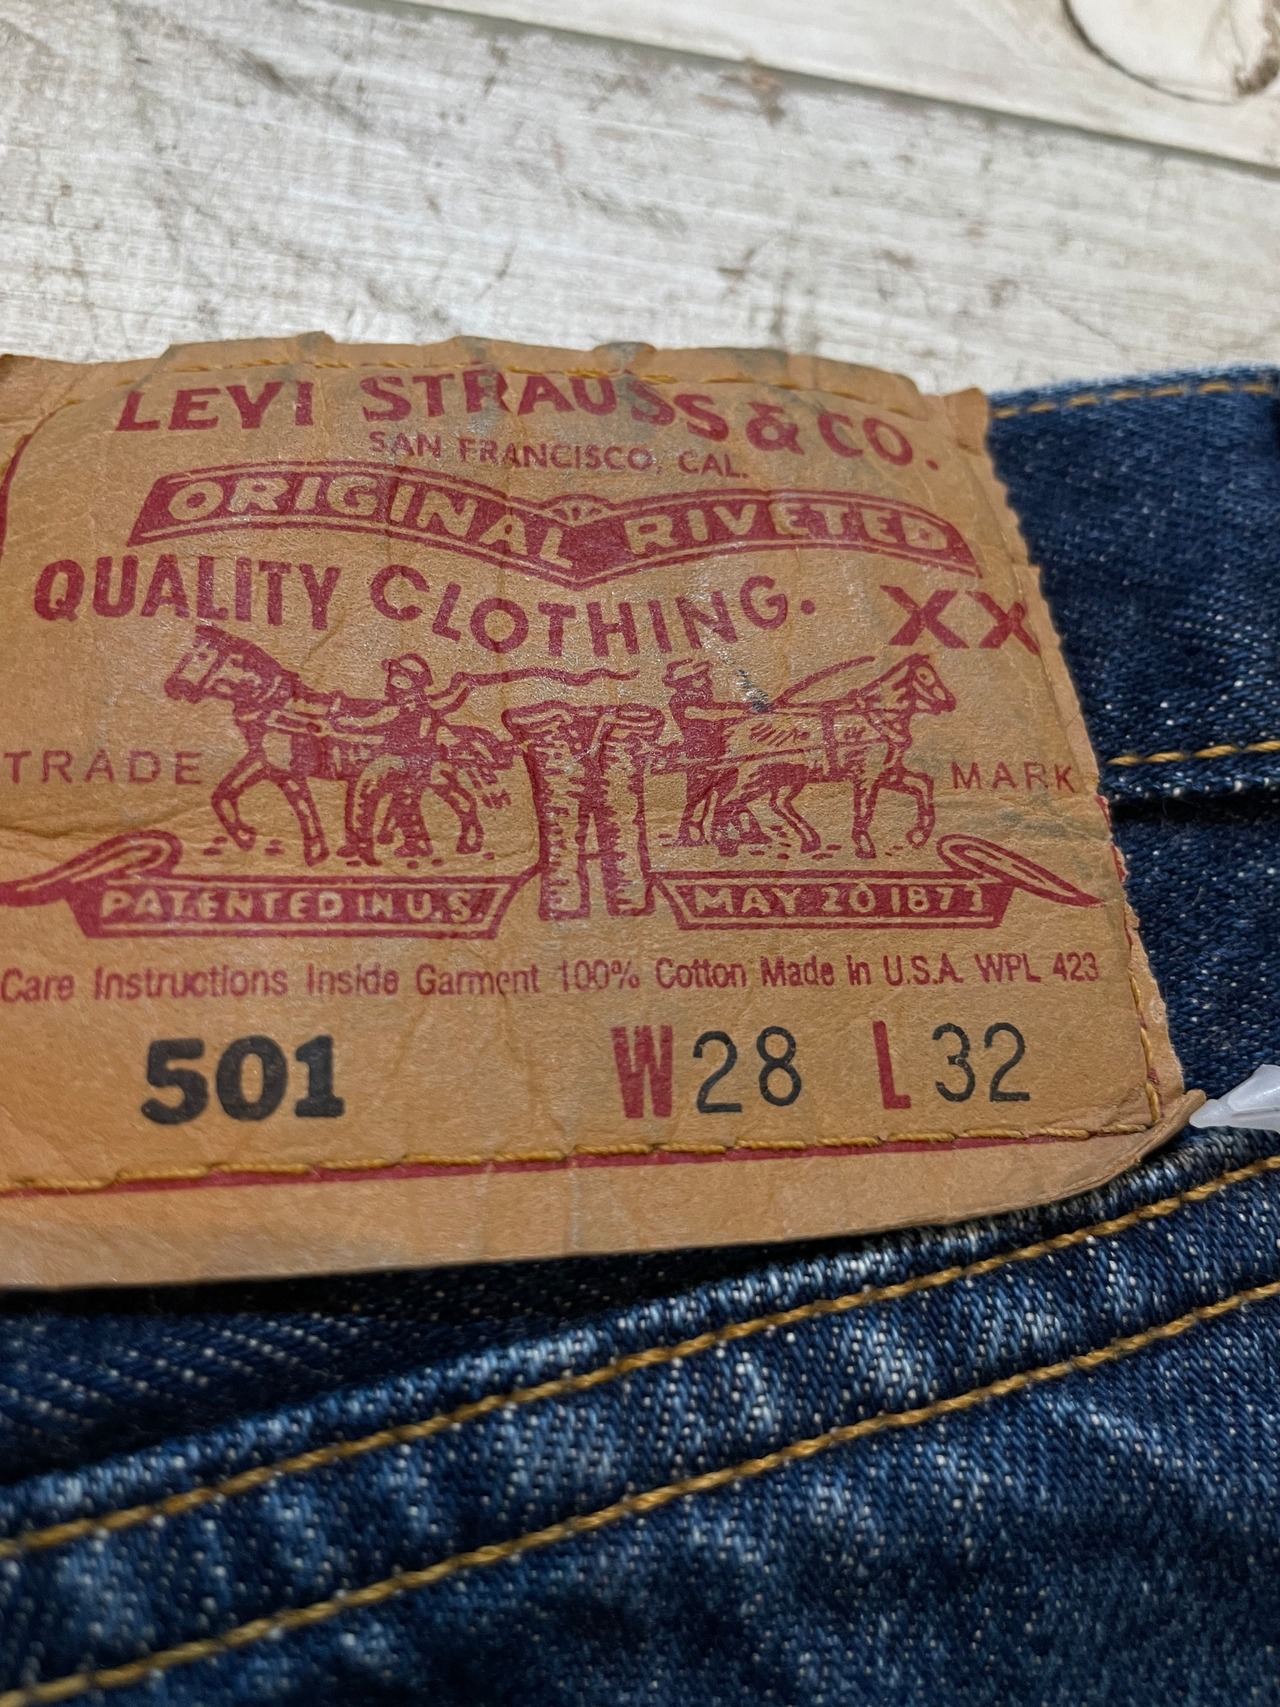 LEVI STRAUSS & CO.
SAN FRANCISCO, CAL.
ORIGINAL RIVETED
QUALITY CLOTHING. XX
TRADE MARK
PATENTED IN U.S. MAY 20 1873
Care Instructions Inside Garment 100% Cotton Made in U.S.A. WPL 423
501 W28 L32